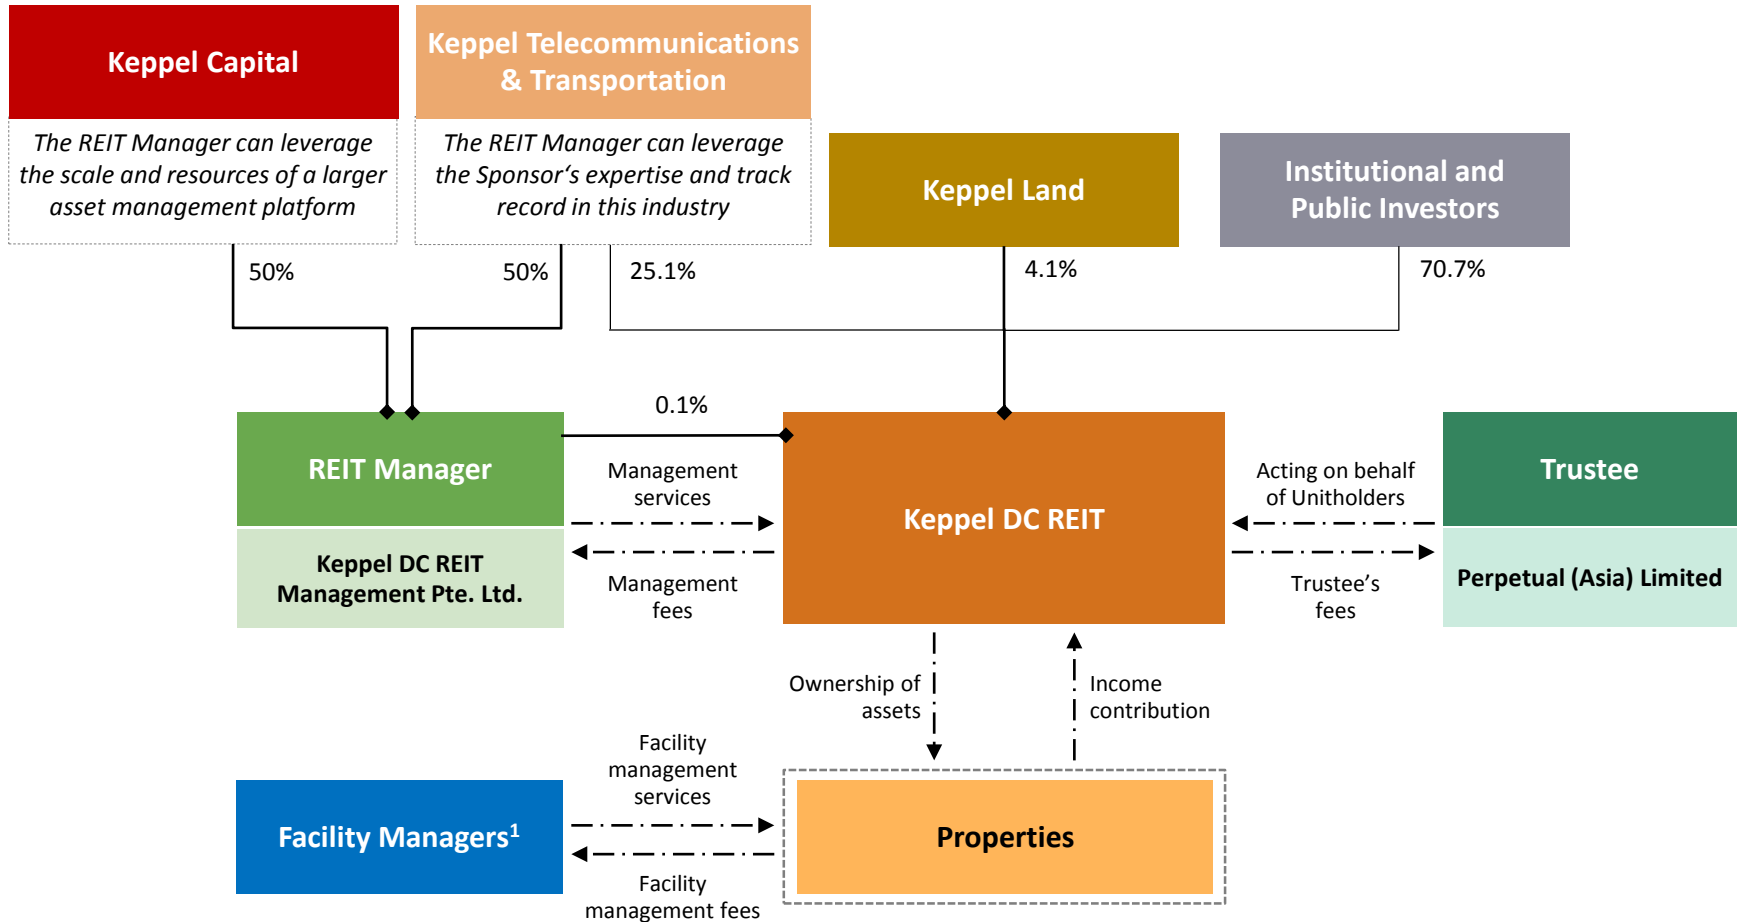 Keppel Capital
Keppel Telecommunications
& Transportation
The REIT Manager can leverage
the scale and resources of a larger
asset management platform
The REIT Manager can leverage
the Sponsor‘s expertise and track
record in this industry
Keppel Land
Institutional and
Public Investors
50%
50%
25.1%
4.1%
70.7%
0.1%
REIT Manager
Keppel DC REIT
Management Pte. Ltd.
Management
services
Management
fees
Keppel DC REIT
Acting on behalf
of Unitholders
Trustee’s
fees
Trustee
Perpetual (Asia) Limited
Ownership of
assets
Income
contribution
Facility
management
services
Facility Managers¹
Facility
management fees
Properties